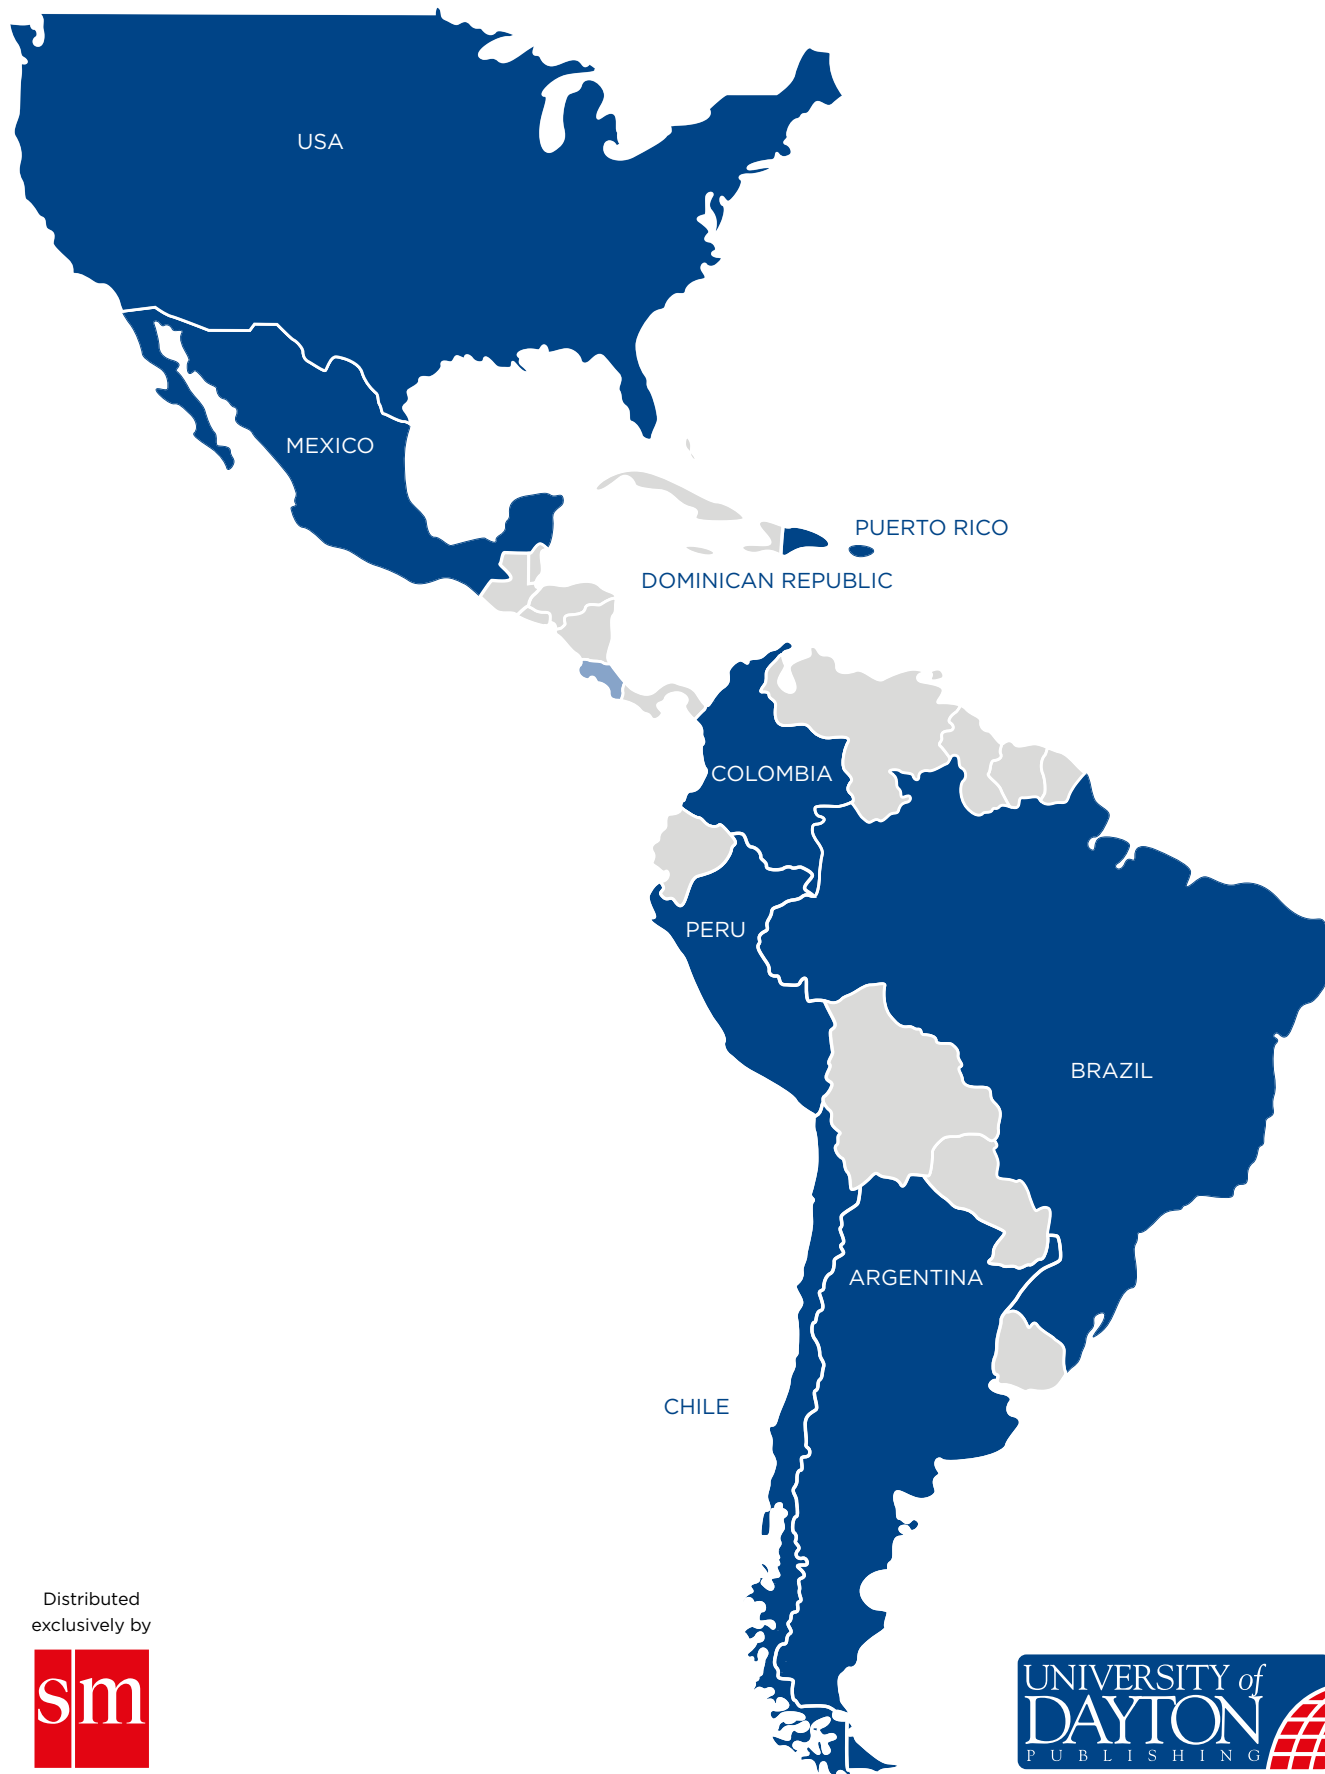 USA
MEXICO
PUERTO RICO
DOMINICAN REPUBLIC
COLOMBIA
PERU
BRAZIL
ARGENTINA
CHILE
Distributed
exclusively by
sm
UNIVERSITY of
DAYTON
PUBLISHING